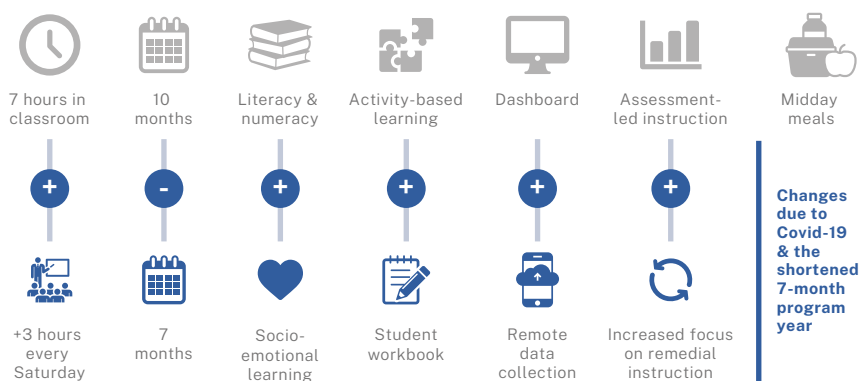 7 hours in
classroom
10
months
Literacy &
numeracy
Activity-based
learning
Dashboard
Assessment-
led instruction
Midday
meals
+
-
+
+
+
+
Changes
due to
Covid-19
& the
shortened
7-month
program
year
+3 hours
every
Saturday
7
months
Socio-
emotional
learning
Student
workbook
Remote
data
collection
Increased focus
on remedial
instruction